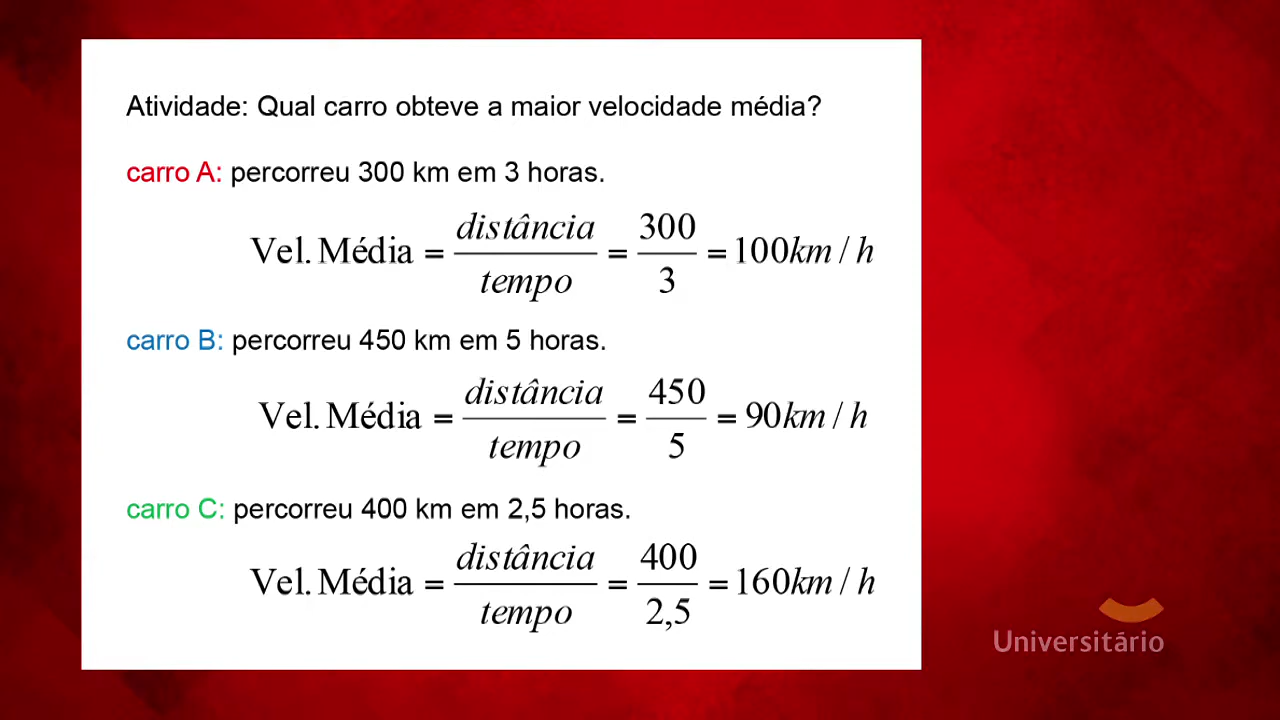 Atividade: Qual carro obteve a maior velocidade média?
carro A: percorreu 300 km em 3 horas.
Vel. Média = distância/tempo = 300/3 = 100km/h
carro B: percorreu 450 km em 5 horas.
Vel. Média = distância/tempo = 450/5 = 90km/h
carro C: percorreu 400 km em 2,5 horas.
Vel. Média = distância/tempo = 400/2,5 = 160km/h
Universitário